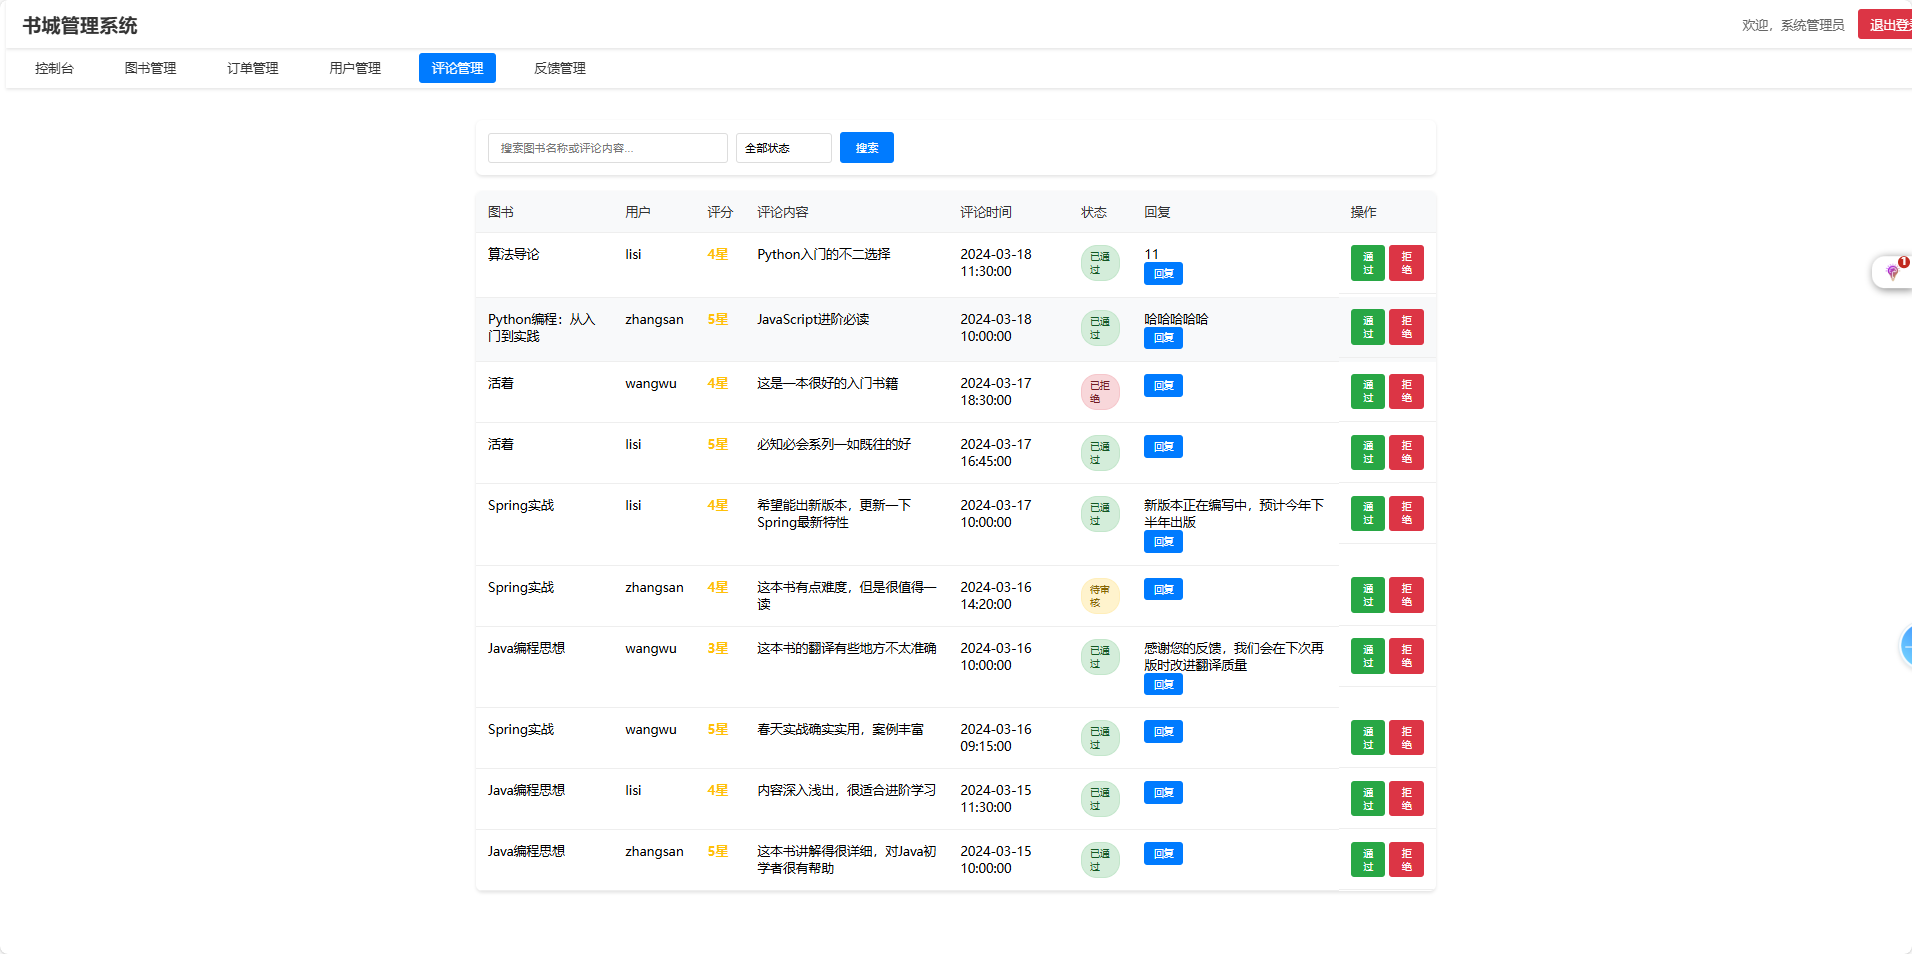 书城管理系统
欢迎，系统管理员
退出登
控制台
图书管理
订单管理
用户管理
评论管理
反馈管理
搜索图书名称或评论内容...
全部状态
搜索
图书 用户 评分 评论内容 评论时间 状态 回复 操作
算法导论 lisi 4星 Python入门的不二选择 2024-03-18 已通 11 通 拒
11:30:00 过 回复 过 绝
Python编程：从入 zhangsan 5星 JavaScript进阶必读 2024-03-18 已通 哈哈哈哈哈 通 拒
门到实践 10:00:00 过 回复 过 绝
活着 wangwu 4星 这是一本很好的入门书籍 2024-03-17 已拒 回复 通 拒
18:30:00 绝 过 绝
活着 lisi 5星 必知必会系列一如既往的好 2024-03-17 已通 回复 通 拒
16:45:00 过 过 绝
Spring实战 lisi 4星 希望能出新版本，更新一下 2024-03-17 已通 新版本正在编写中，预计今年下 通 拒
Spring最新特性 10:00:00 过 半年出版 过 绝
回复
Spring实战 zhangsan 4星 这本书有点难度，但是很值得一 2024-03-16 待审 回复 通 拒
读 14:20:00 核 过 绝
Java编程思想 wangwu 3星 这本书的翻译有些地方不太准确 2024-03-16 已通 感谢您的反馈，我们会在下次再 通 拒
10:00:00 过 版时改进翻译质量 过 绝
回复
Spring实战 wangwu 5星 春天实战确实实用，案例丰富 2024-03-16 已通 回复 通 拒
09:15:00 过 过 绝
Java编程思想 lisi 4星 内容深入浅出，很适合进阶学习 2024-03-15 已通 回复 通 拒
11:30:00 过 过 绝
Java编程思想 zhangsan 5星 这本书讲解得很详细，对Java初 2024-03-15 已通 回复 通 拒
学者很有帮助 10:00:00 过 过 绝
1